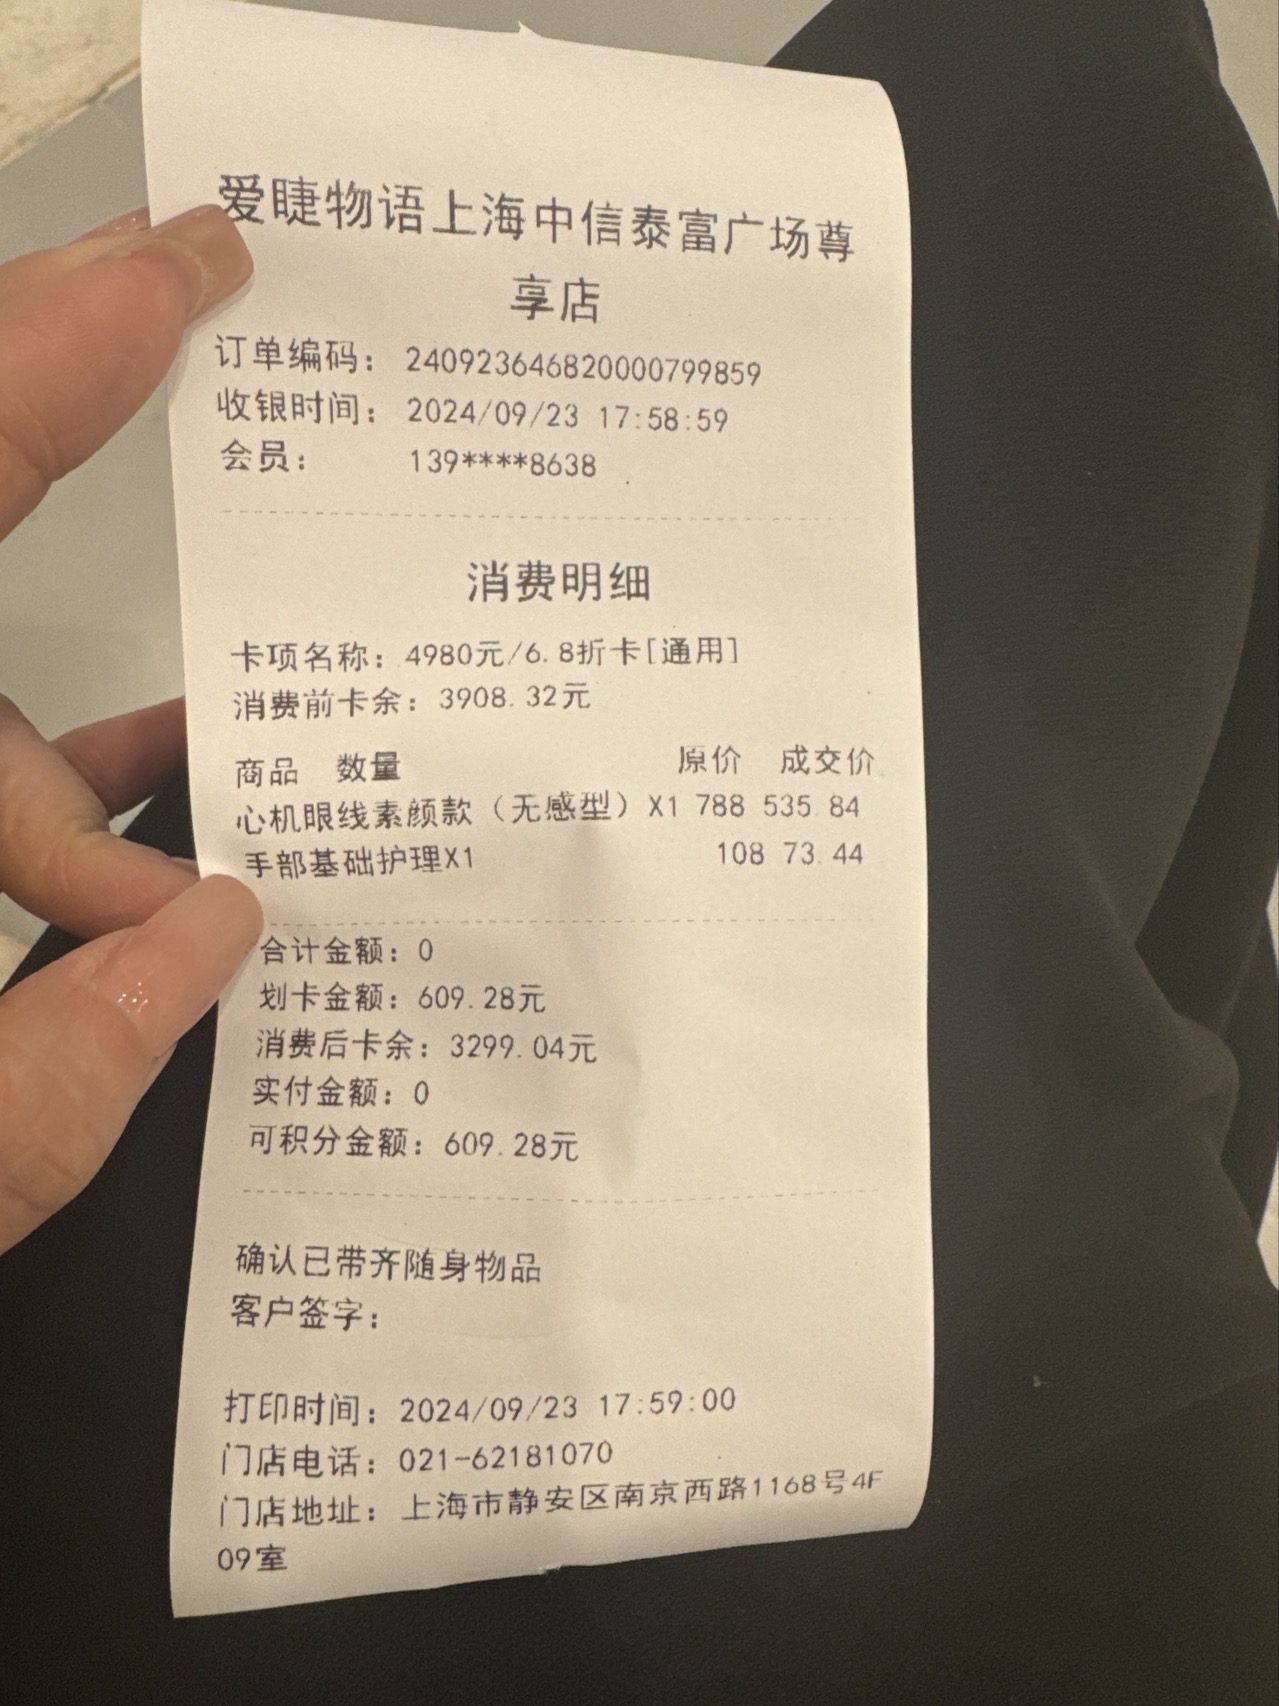 爱睫物语上海中信泰富广场尊
享店
订单编码： 240923646820000799859
收银时间： 2024/09/23 17:58:59
会员： 139****8638
消费明细
卡项名称：4980元/6.8折卡[通用]
消费前卡余：3908.32元
商品 数量 原价 成交价
心机眼线素颜款（无感型）X1 788 535.84
手部基础护理X1 108 73.44
合计金额：0
划卡金额：609.28元
消费后卡余：3299.04元
实付金额：0
可积分金额：609.28元
确认已带齐随身物品
客户签字：
打印时间：2024/09/23 17:59:00
门店电话：021-62181070
门店地址：上海市静安区南京西路1168号4F
09室